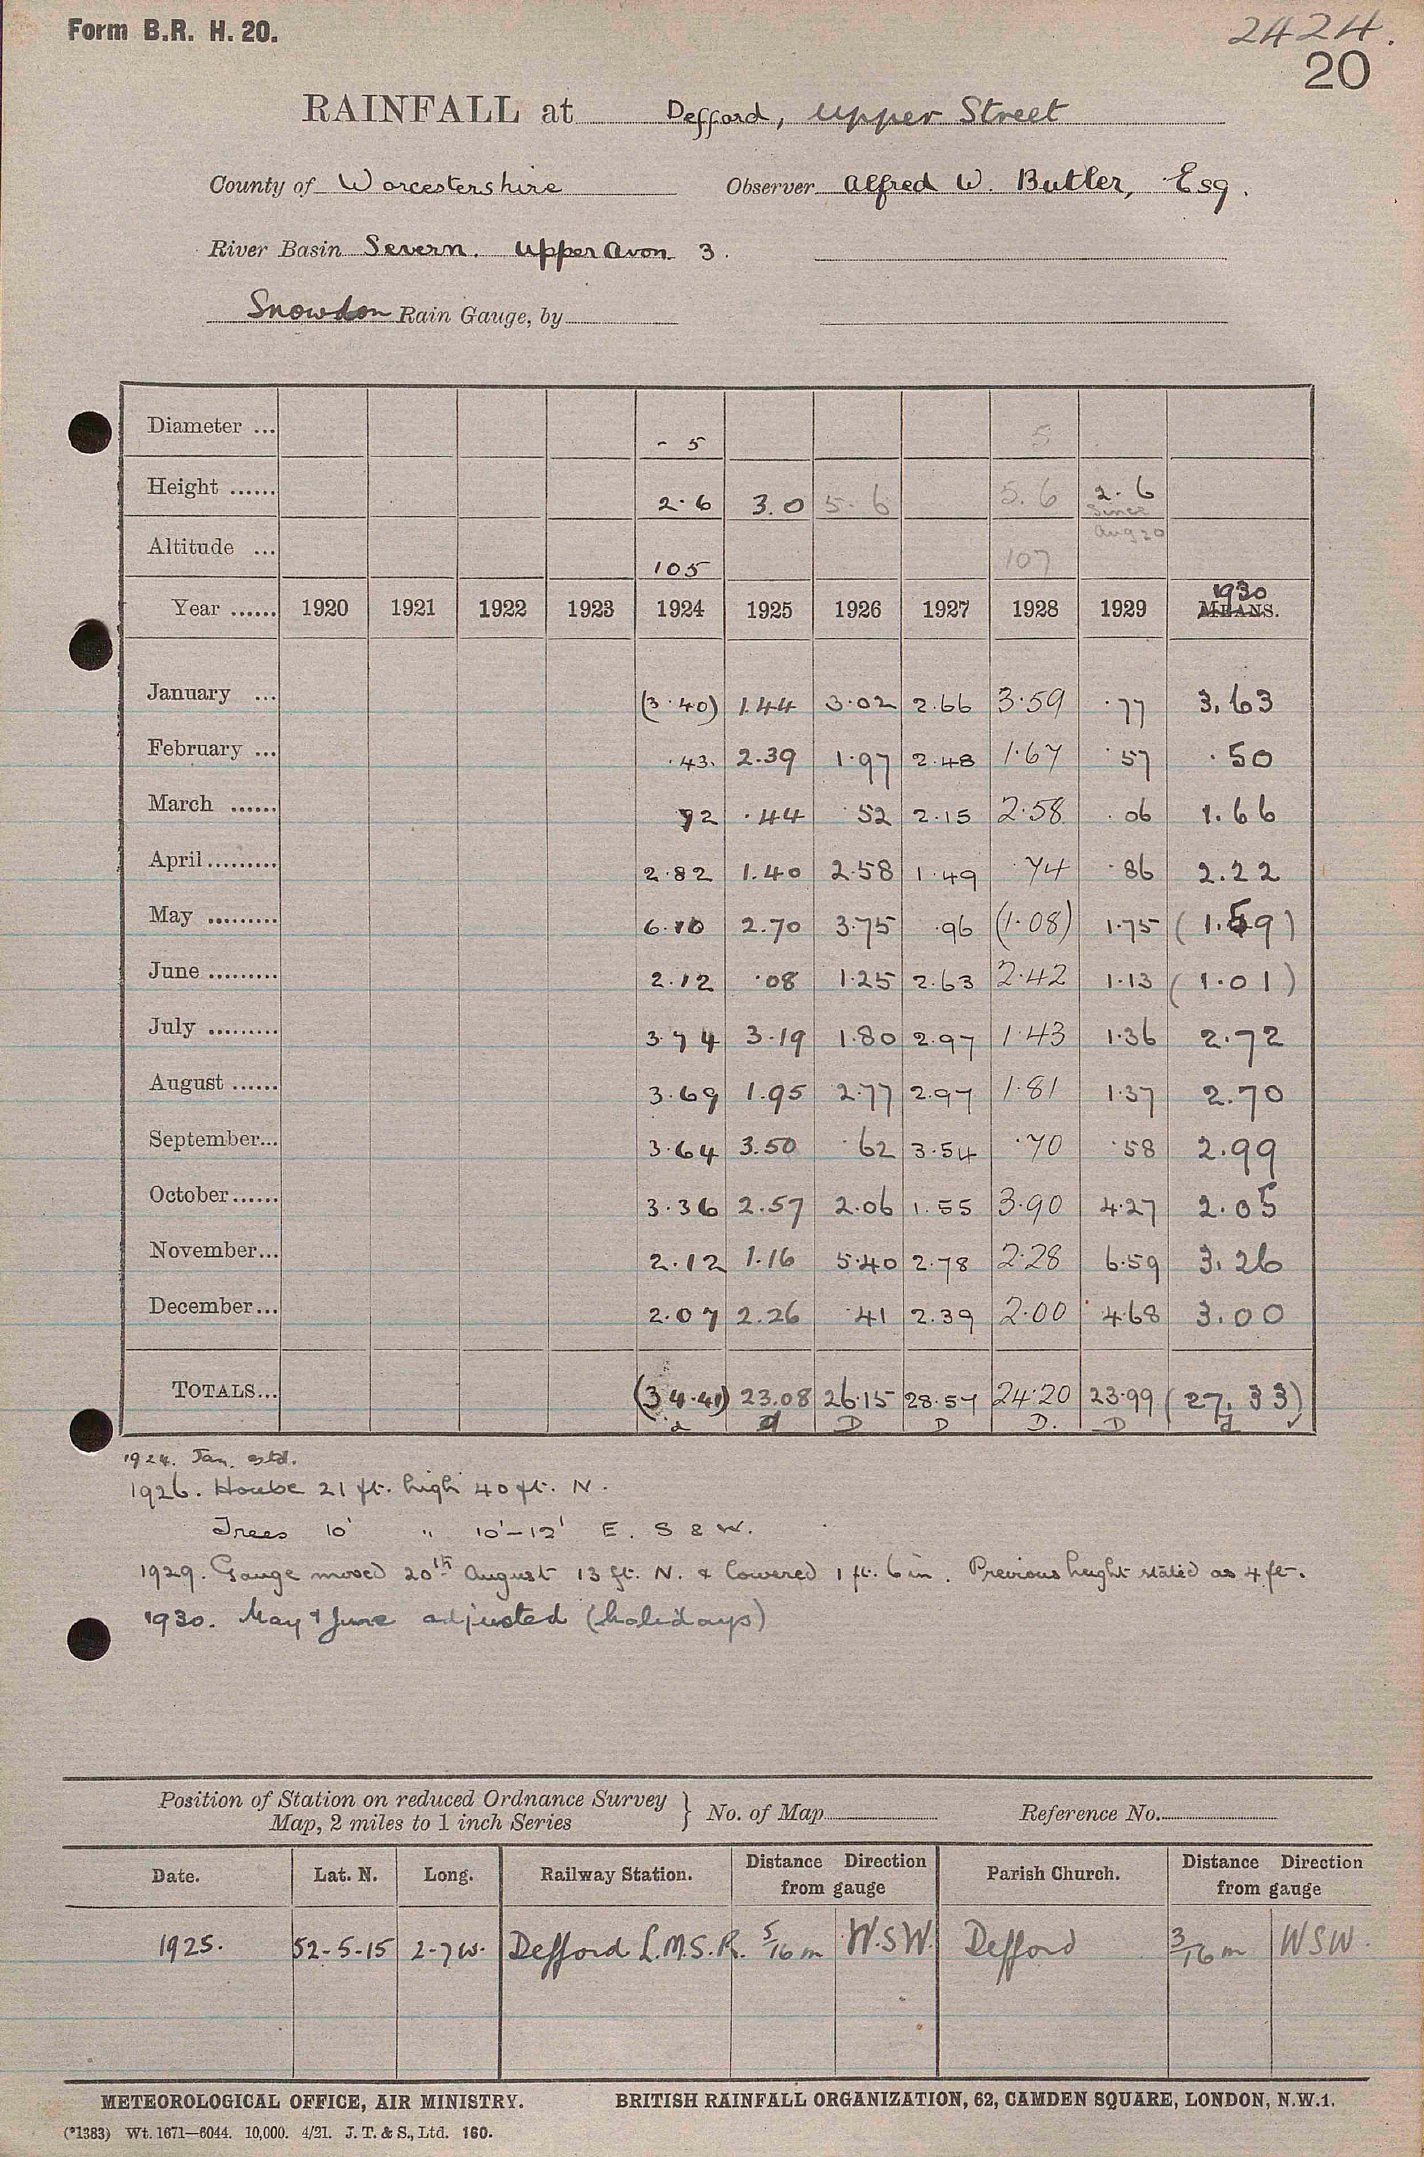 Form B.R. H. 20.
2424.
20
RAINFALL at Defford, Upper Street
County of Worcestershire Observer Alfred W. Butler, Esq.
River Basin Severn. Upper Avon 3.
Snowdon Rain Gauge, by
Diameter ... - 5 5
Height ...... 2.6 3.0 5.6 5.6 2.6 Since Aug 20
Altitude ... 105 107
Year ...... 1920 1921 1922 1923 1924 1925 1926 1927 1928 1929 1930 MEANS.
January ... (3.40) 1.44 3.02 2.66 3.59 .77 3.63
February ... .43. 2.39 1.97 2.48 1.67 .57 .50
March ...... 92 .44 52 2.15 2.58 .06 1.66
April......... 2.82 1.40 2.58 1.49 .74 .86 2.22
May ......... 6.10 2.70 3.75 .96 (1.08) 1.75 (1.59)
June ......... 2.12 .08 1.25 2.63 2.42 1.13 (1.01)
July ......... 3.74 3.19 1.80 2.97 1.43 1.36 2.72
August ...... 3.69 1.95 2.77 2.97 1.81 1.37 2.70
September... 3.64 3.50 .62 3.54 .70 .58 2.99
October...... 3.36 2.57 2.06 1.55 3.90 4.27 2.05
November... 2.12 1.16 5.40 2.78 2.28 6.59 3.26
December... 2.07 2.26 .41 2.39 2.00 4.68 3.00
TOTALS... (34.41) 23.08 26.15 28.57 24.20 23.99 (27.33)
D D D. D
1924. Jan. estd.
1926. House 21 ft. high 40 ft. N.
Trees 10' " 10'-12' E. S & W.
1929. Gauge moved 20th August 13 ft. N. & lowered 1 ft. 6 in. Previous height stated as 4 ft.
1930. May & June adjusted (holidays)
Position of Station on reduced Ordnance Survey Map, 2 miles to 1 inch Series } No. of Map Reference No.
Date. Lat. N. Long. Railway Station. Distance Direction from gauge Parish Church. Distance Direction from gauge
1925. 52-5-15 2-7 W. Defford L.M.S.R. 5/16 m W.S.W. Defford 3/16 m WSW.
METEOROLOGICAL OFFICE, AIR MINISTRY. BRITISH RAINFALL ORGANIZATION, 62, CAMDEN SQUARE, LONDON, N.W.1.
(*1383) Wt. 1671—6044. 10,000. 4/21. J. T. & S., Ltd. 160.